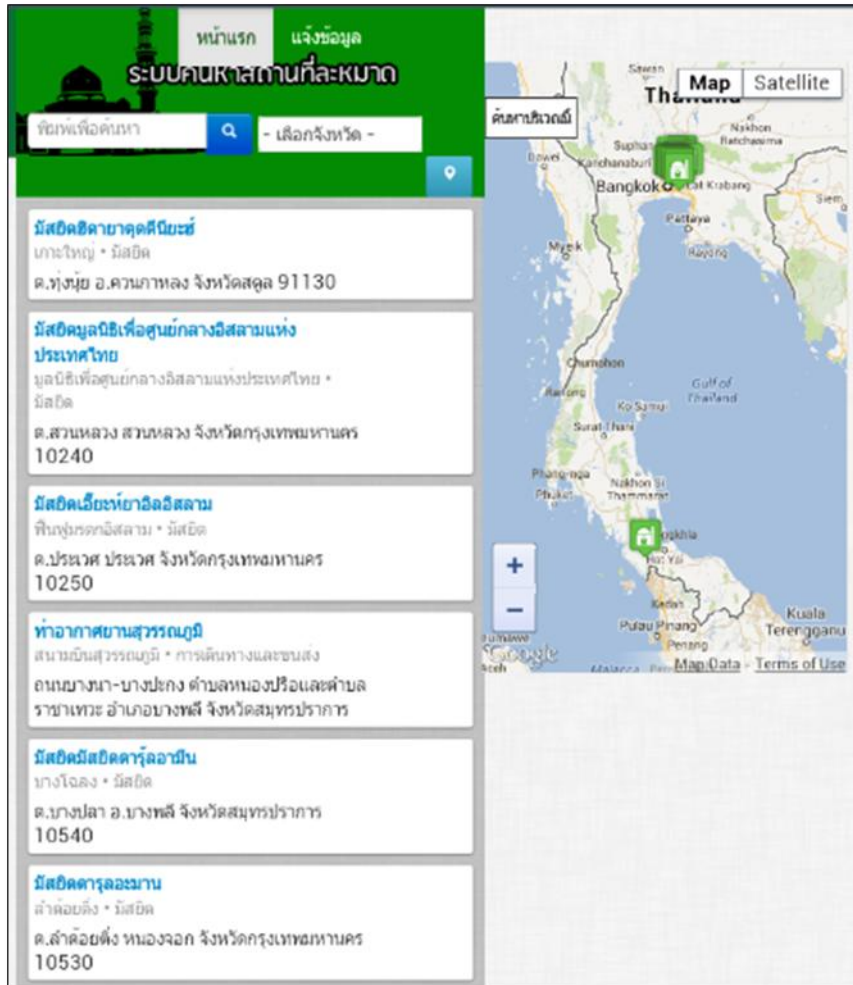 หน้าแรก แจ้งข้อมูล
ระบบค้นหาสถานที่ละหมาด
พิมพ์เพื่อค้นหา
- เลือกจังหวัด -
มัสยิดฮิดายาตุดดีนียะฮ์
เกาะใหญ่ • มัสยิด
ต.ทุ่งนุ้ย อ.ควนกาหลง จังหวัดสตูล 91130
มัสยิดมูลนิธิเพื่อศูนย์กลางอิสลามแห่ง
ประเทศไทย
มูลนิธิเพื่อศูนย์กลางอิสลามแห่งประเทศไทย •
มัสยิด
ต.สวนหลวง สวนหลวง จังหวัดกรุงเทพมหานคร
10240
มัสยิดเอี๊ยะห์ยาอิลอิสลาม
ฟื้นฟูมรดกอิสลาม • มัสยิด
ต.ประเวศ ประเวศ จังหวัดกรุงเทพมหานคร
10250
ท่าอากาศยานสุวรรณภูมิ
สนามบินสุวรรณภูมิ • การเดินทางและขนส่ง
ถนนบางนา-บางปะกง ตำบลหนองปรือและตำบล
ราชาเทวะ อำเภอบางพลี จังหวัดสมุทรปราการ
มัสยิดมัสยิดดารุ้ลอามีน
บางโฉลง • มัสยิด
ต.บางปลา อ.บางพลี จังหวัดสมุทรปราการ
10540
มัสยิดดารุลอะมาน
ลำต้อยติ่ง • มัสยิด
ต.ลำต้อยติ่ง หนองจอก จังหวัดกรุงเทพมหานคร
10530
Map Satellite
ค้นหาบริเวณนี้
Sawan
Nakhon
Ratchasima
Suphan
Kanchanaburi
Dawei
Bangkok
Lat Krabang
Siem
Pattaya
Rayong
Myeik
Chumphon
Gulf of
Thailand
Ranong
Ko Samui
Surat Thani
Phang-nga
Phuket
Nakhon Si
Thammarat
Hat Yai
+
−
Kedah
Pulau Pinang
Penang
Kuala
Terengganu
Google
Malacca
Map Data - Terms of Use